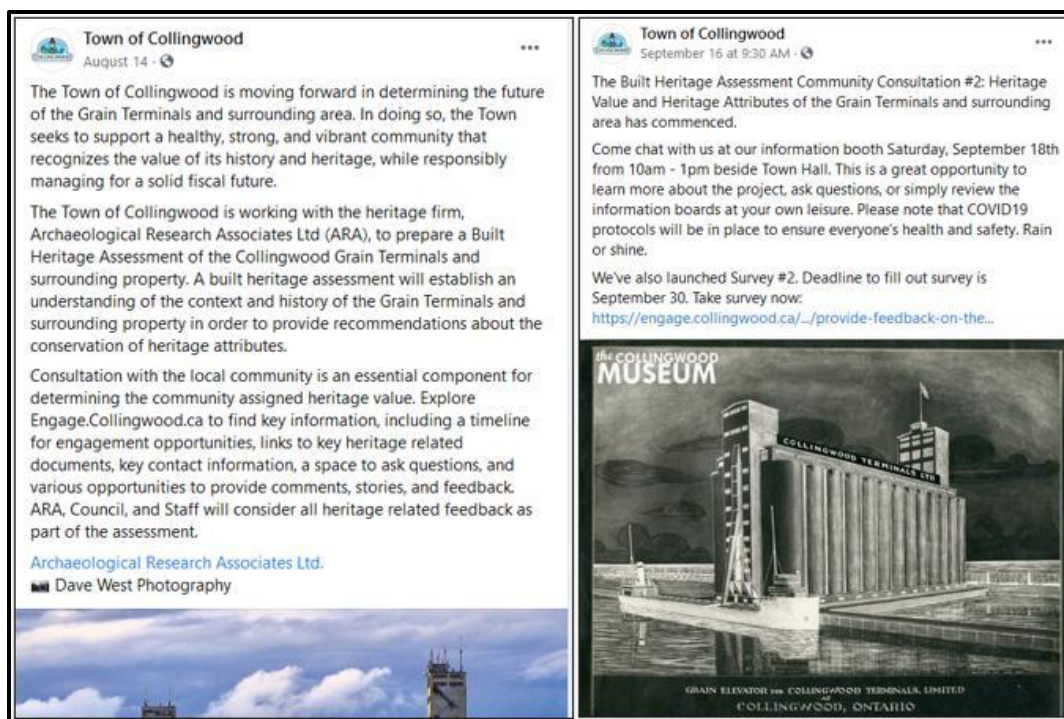 Town of Collingwood
August 14 ·
The Town of Collingwood is moving forward in determining the future
of the Grain Terminals and surrounding area. In doing so, the Town
seeks to support a healthy, strong, and vibrant community that
recognizes the value of its history and heritage, while responsibly
managing for a solid fiscal future.
The Town of Collingwood is working with the heritage firm,
Archaeological Research Associates Ltd (ARA), to prepare a Built
Heritage Assessment of the Collingwood Grain Terminals and
surrounding property. A built heritage assessment will establish an
understanding of the context and history of the Grain Terminals and
surrounding property in order to provide recommendations about the
conservation of heritage attributes.
Consultation with the local community is an essential component for
determining the community assigned heritage value. Explore
Engage.Collingwood.ca to find key information, including a timeline
for engagement opportunities, links to key heritage related
documents, key contact information, a space to ask questions, and
various opportunities to provide comments, stories, and feedback.
ARA, Council, and Staff will consider all heritage related feedback as
part of the assessment.
Archaeological Research Associates Ltd.
Dave West Photography
Town of Collingwood
September 16 at 9:30 AM ·
The Built Heritage Assessment Community Consultation #2: Heritage
Value and Heritage Attributes of the Grain Terminals and surrounding
area has commenced.
Come chat with us at our information booth Saturday, September 18th
from 10am - 1pm beside Town Hall. This is a great opportunity to
learn more about the project, ask questions, or simply review the
information boards at your own leisure. Please note that COVID19
protocols will be in place to ensure everyone's health and safety. Rain
or shine.
We've also launched Survey #2. Deadline to fill out survey is
September 30. Take survey now:
https://engage.collingwood.ca/.../provide-feedback-on-the...
the COLLINGWOOD
MUSEUM
COLLINGWOOD TERMINALS LTD
GRAIN ELEVATOR FOR COLLINGWOOD TERMINALS, LIMITED
AT
COLLINGWOOD, ONTARIO